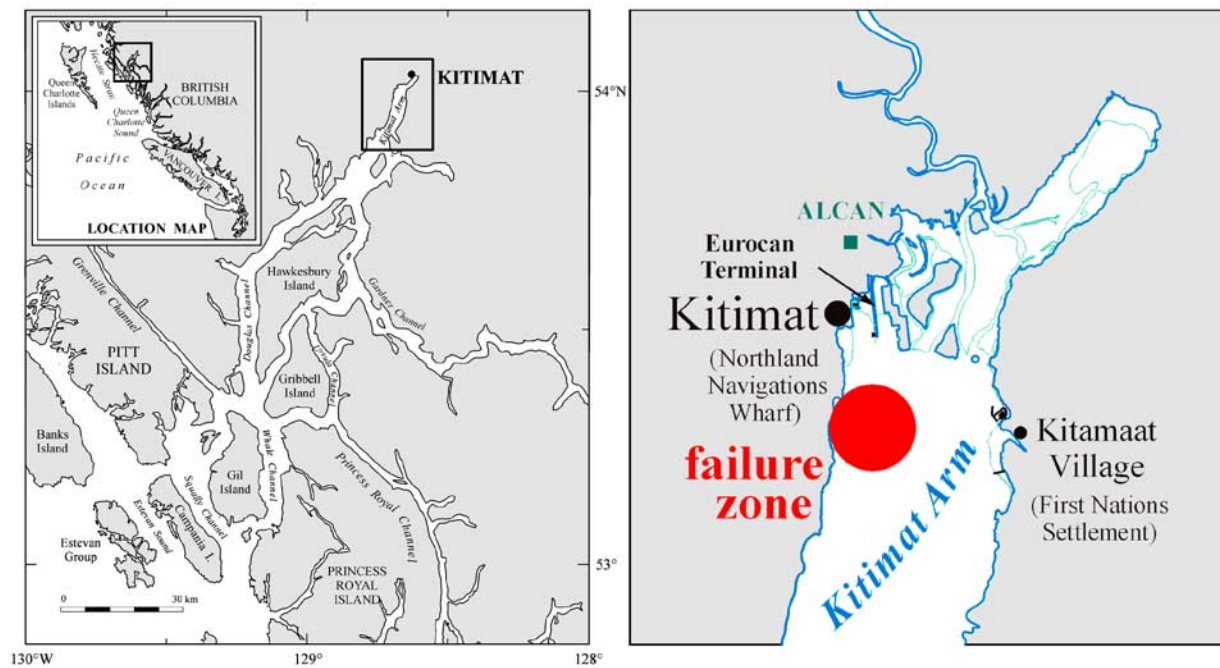 Queen
Charlotte
Islands
Hecate Strait
BRITISH
COLUMBIA
Queen
Charlotte
Sound
Pacific
Ocean
VANCOUVER I.
LOCATION MAP
KITIMAT
Kitimat Arm
54°N
Grenville Channel
Hawkesbury
Island
Douglas Channel
Gardner Channel
PITT
ISLAND
Gribbell
Island
Banks
Island
Whale Channel
Gil
Island
Princess Royal Channel
Squally Channel
Campania I.
Estevan Sound
Estevan
Group
PRINCESS
ROYAL
ISLAND
53°
0 30 km
130°W
129°
128°
ALCAN
Eurocan
Terminal
Kitimat
(Northland
Navigations
Wharf)
failure
zone
Kitimat Arm
Kitamaat
Village
(First Nations
Settlement)